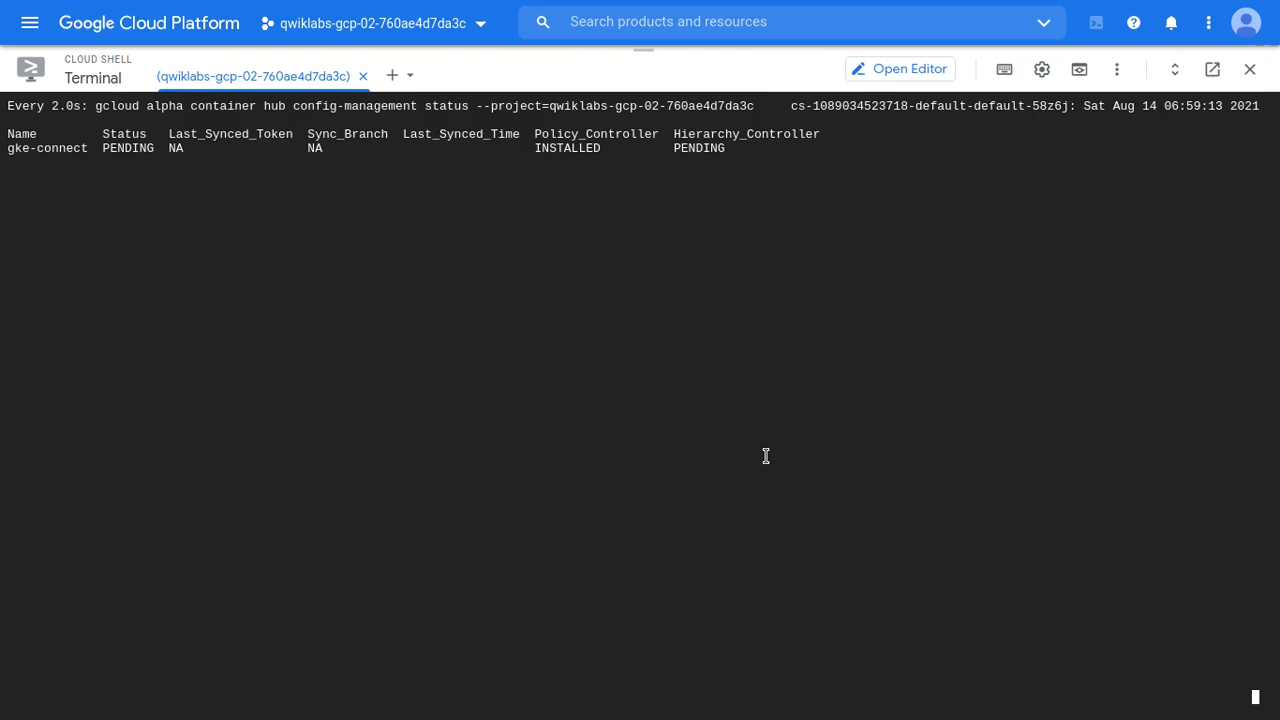 Google Cloud Platform
qwiklabs-gcp-02-760ae4d7da3c
Search products and resources
CLOUD SHELL
Terminal
(qwiklabs-gcp-02-760ae4d7da3c)
Open Editor
Every 2.0s: gcloud alpha container hub config-management status --project=qwiklabs-gcp-02-760ae4d7da3c cs-1089034523718-default-default-58z6j: Sat Aug 14 06:59:13 2021
Name Status Last_Synced_Token Sync_Branch Last_Synced_Time Policy_Controller Hierarchy_Controller
gke-connect PENDING NA NA INSTALLED PENDING